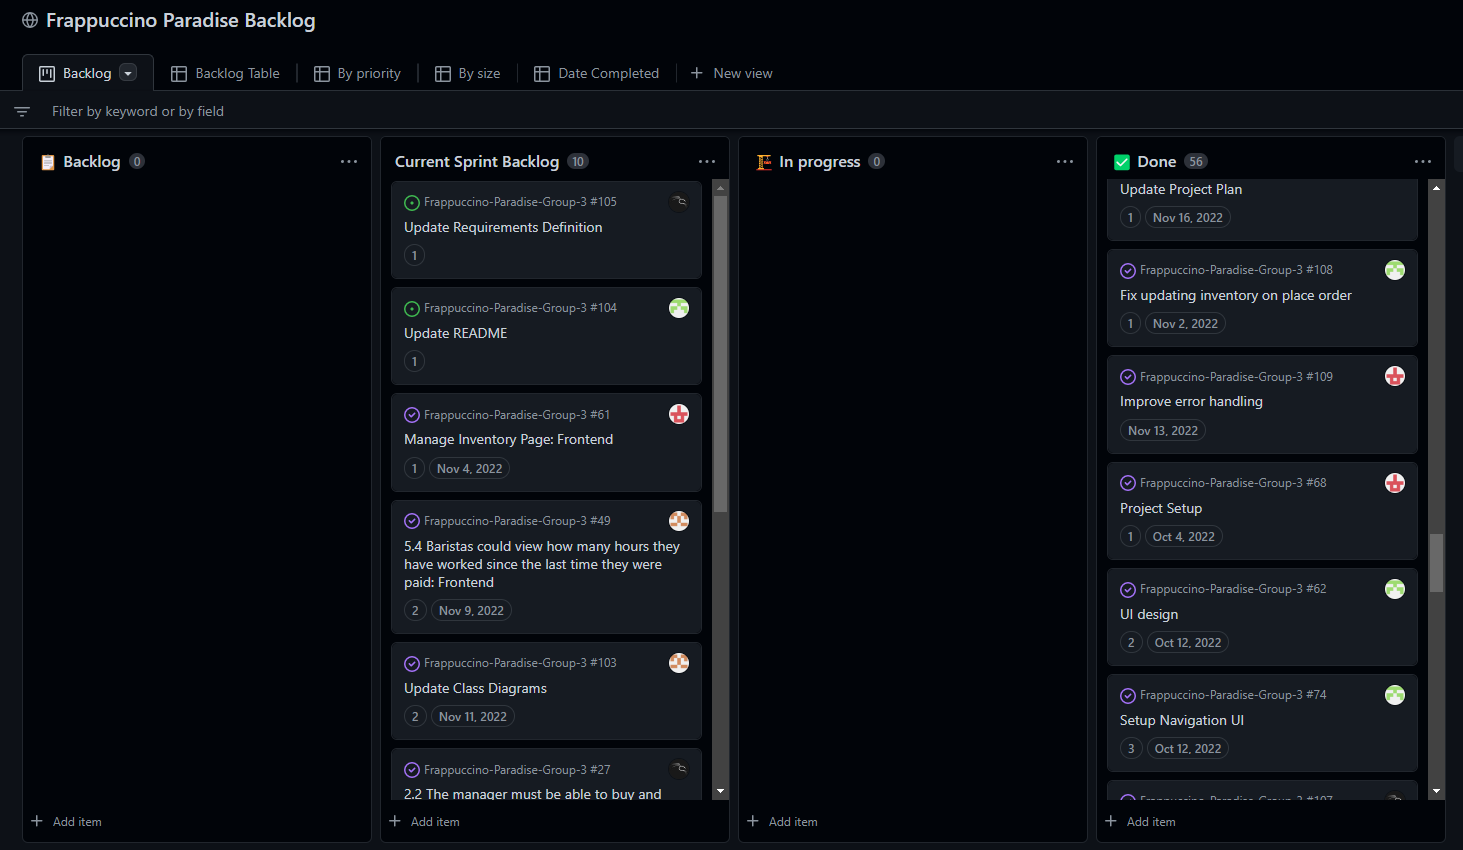 Frappuccino Paradise Backlog
Backlog
Backlog Table
By priority
By size
Date Completed
New view
Filter by keyword or by field
Backlog 0
Add item
Current Sprint Backlog 10
Frappuccino-Paradise-Group-3 #105
Update Requirements Definition
1
Frappuccino-Paradise-Group-3 #104
Update README
1
Frappuccino-Paradise-Group-3 #61
Manage Inventory Page: Frontend
1 Nov 4, 2022
Frappuccino-Paradise-Group-3 #49
5.4 Baristas could view how many hours they
have worked since the last time they were
paid: Frontend
2 Nov 9, 2022
Frappuccino-Paradise-Group-3 #103
Update Class Diagrams
2 Nov 11, 2022
Frappuccino-Paradise-Group-3 #27
2.2 The manager must be able to buy and
Add item
In progress 0
Add item
Done 56
Update Project Plan
1 Nov 16, 2022
Frappuccino-Paradise-Group-3 #108
Fix updating inventory on place order
1 Nov 2, 2022
Frappuccino-Paradise-Group-3 #109
Improve error handling
Nov 13, 2022
Frappuccino-Paradise-Group-3 #68
Project Setup
1 Oct 4, 2022
Frappuccino-Paradise-Group-3 #62
UI design
2 Oct 12, 2022
Frappuccino-Paradise-Group-3 #74
Setup Navigation UI
3 Oct 12, 2022
Frappuccino-Paradise-Group-3 #107
Add item